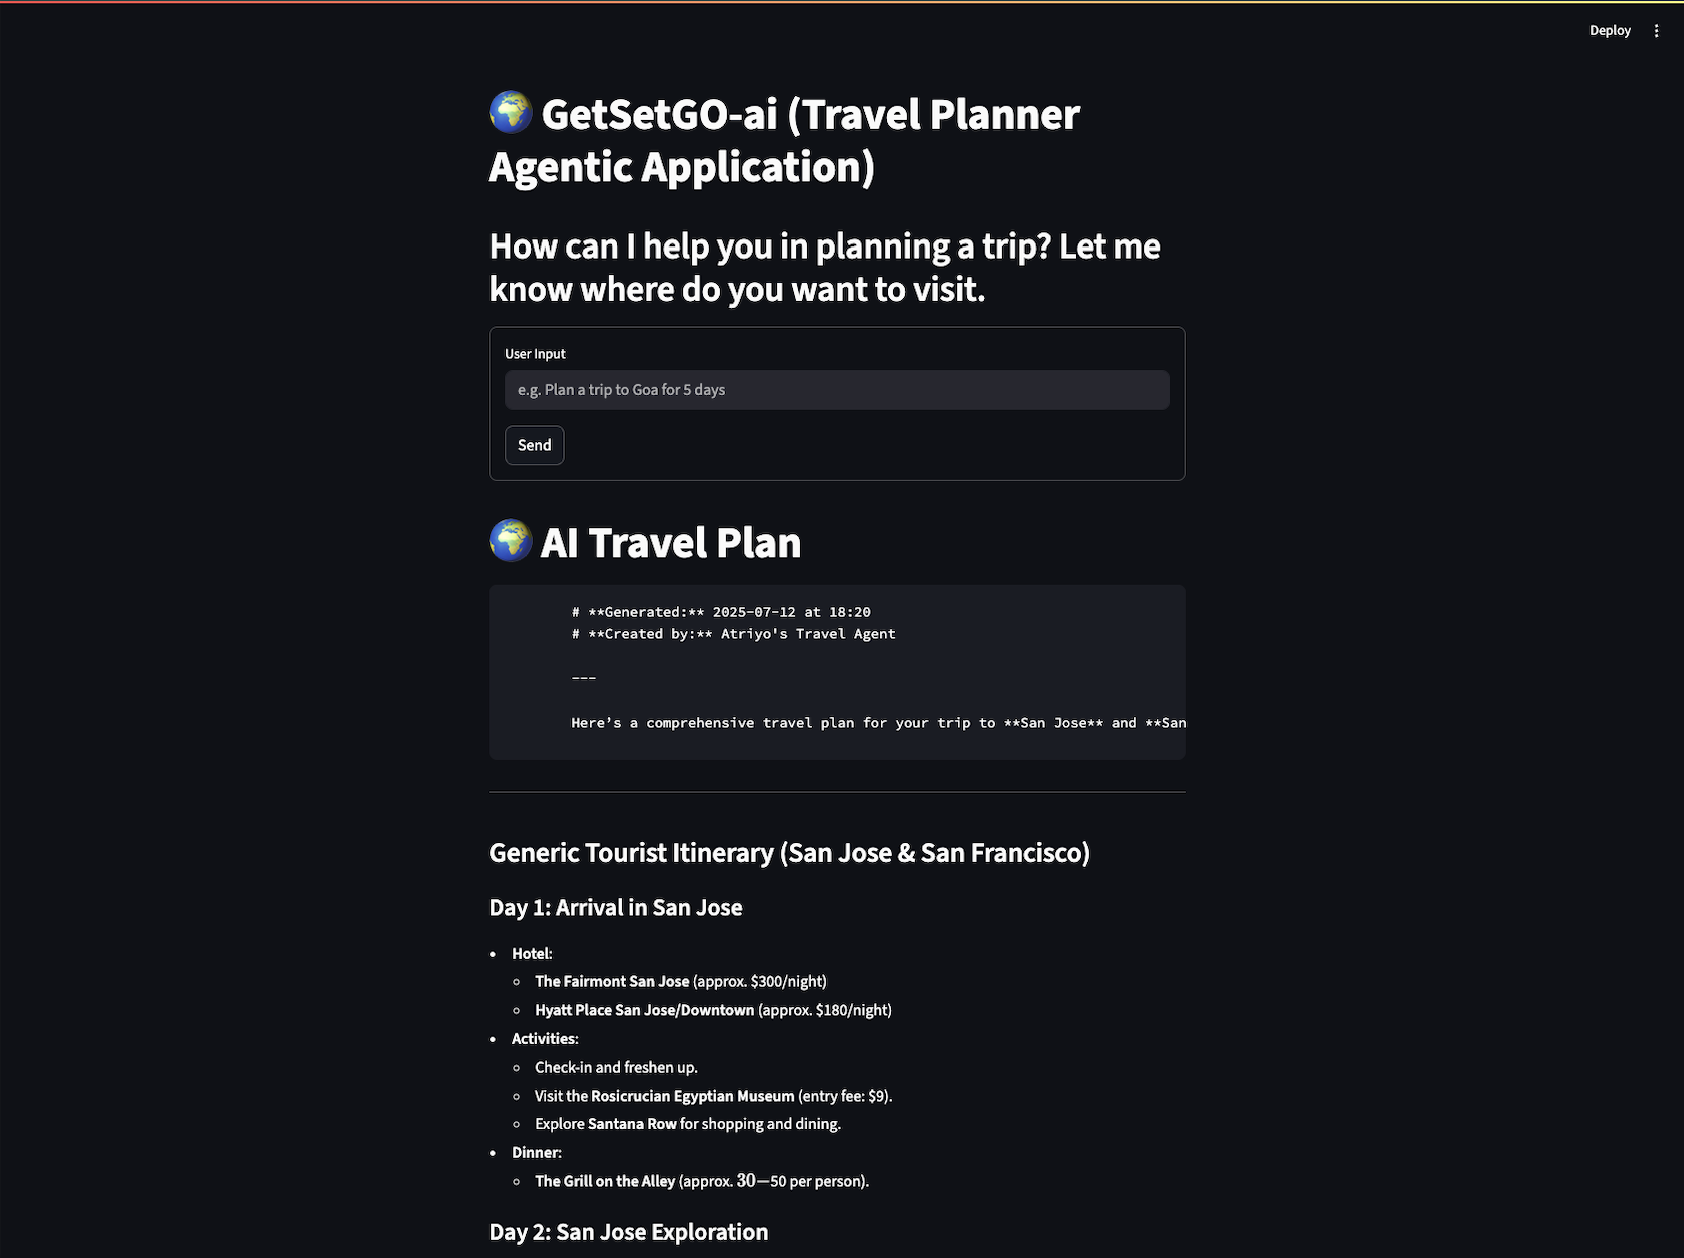 Deploy
🌍 GetSetGO-ai (Travel Planner
Agentic Application)
How can I help you in planning a trip? Let me
know where do you want to visit.
User Input
e.g. Plan a trip to Goa for 5 days
Send
🌍 AI Travel Plan
# **Generated:** 2025-07-12 at 18:20
# **Created by:** Atriyo's Travel Agent
---
Here’s a comprehensive travel plan for your trip to **San Jose** and **San
Generic Tourist Itinerary (San Jose & San Francisco)
Day 1: Arrival in San Jose
• Hotel:
◦ The Fairmont San Jose (approx. $300/night)
◦ Hyatt Place San Jose/Downtown (approx. $180/night)
• Activities:
◦ Check-in and freshen up.
◦ Visit the Rosicrucian Egyptian Museum (entry fee: $9).
◦ Explore Santana Row for shopping and dining.
• Dinner:
◦ The Grill on the Alley (approx. 30—50 per person).
Day 2: San Jose Exploration